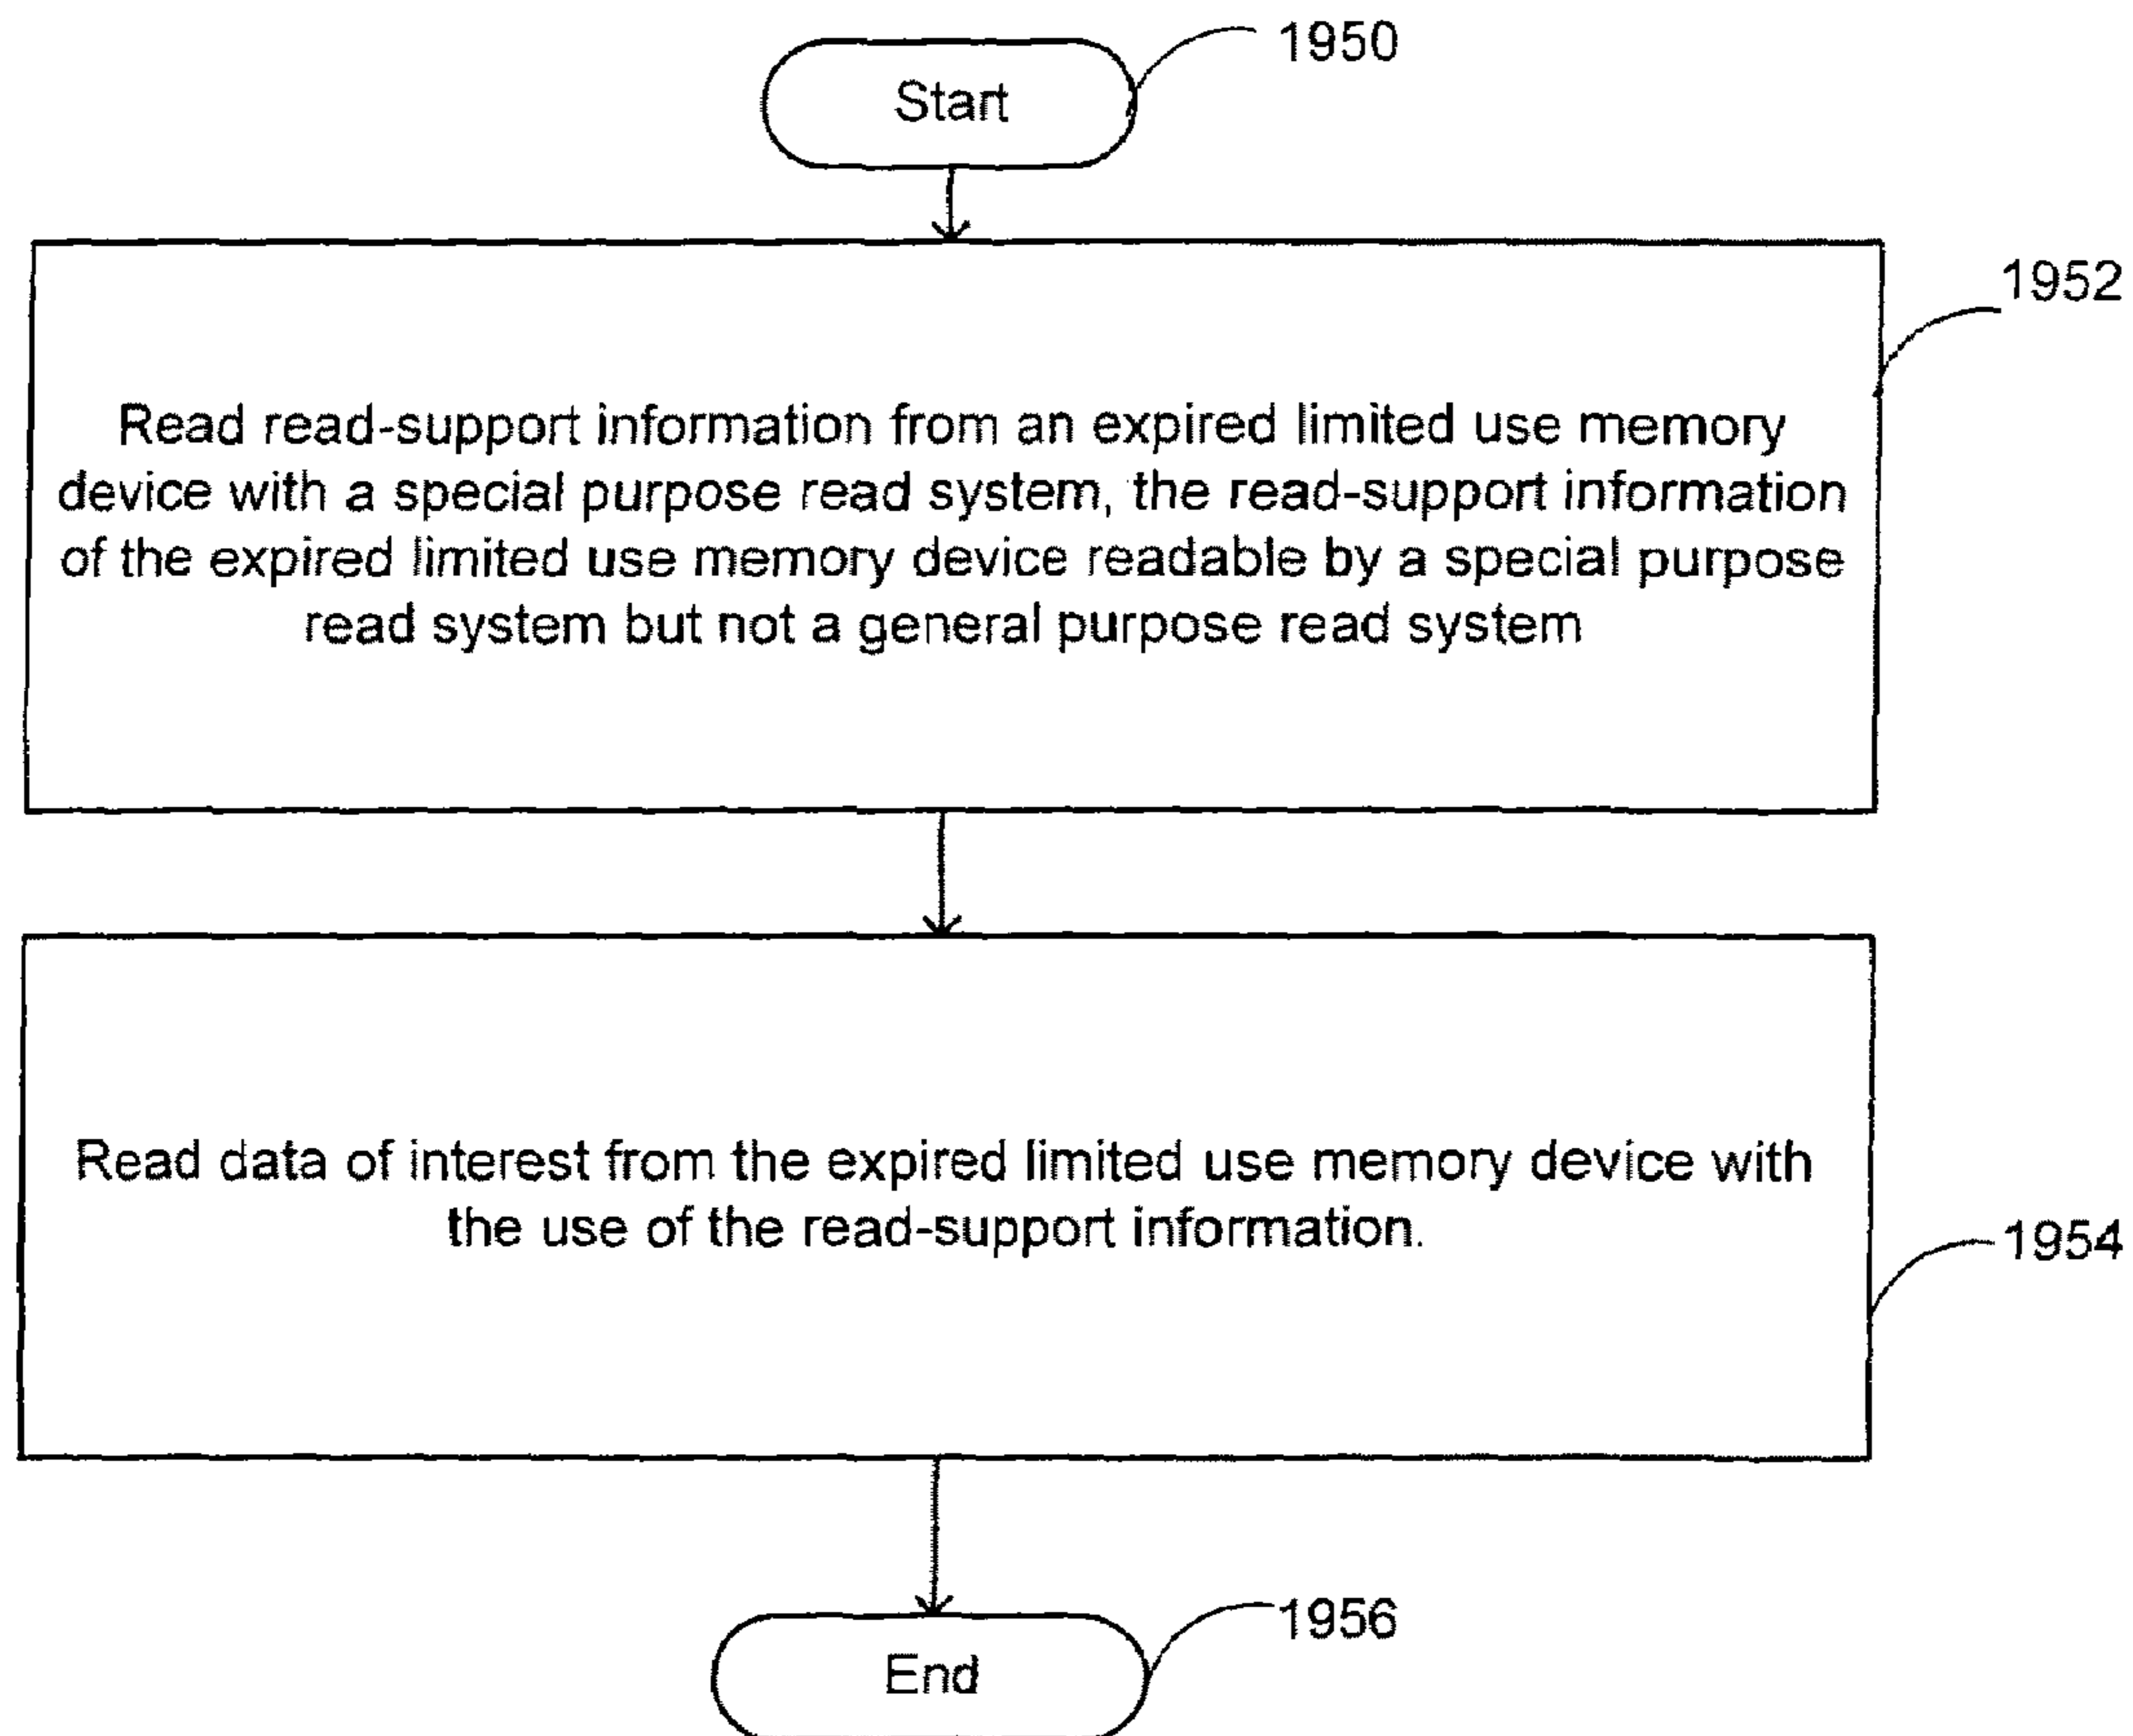 Start
1950
1952
Read read-support information from an expired limited use memory
device with a special purpose read system, the read-support information
of the expired limited use memory device readable by a special purpose
read system but not a general purpose read system
Read data of interest from the expired limited use memory device with
the use of the read-support information.
1954
1956
End